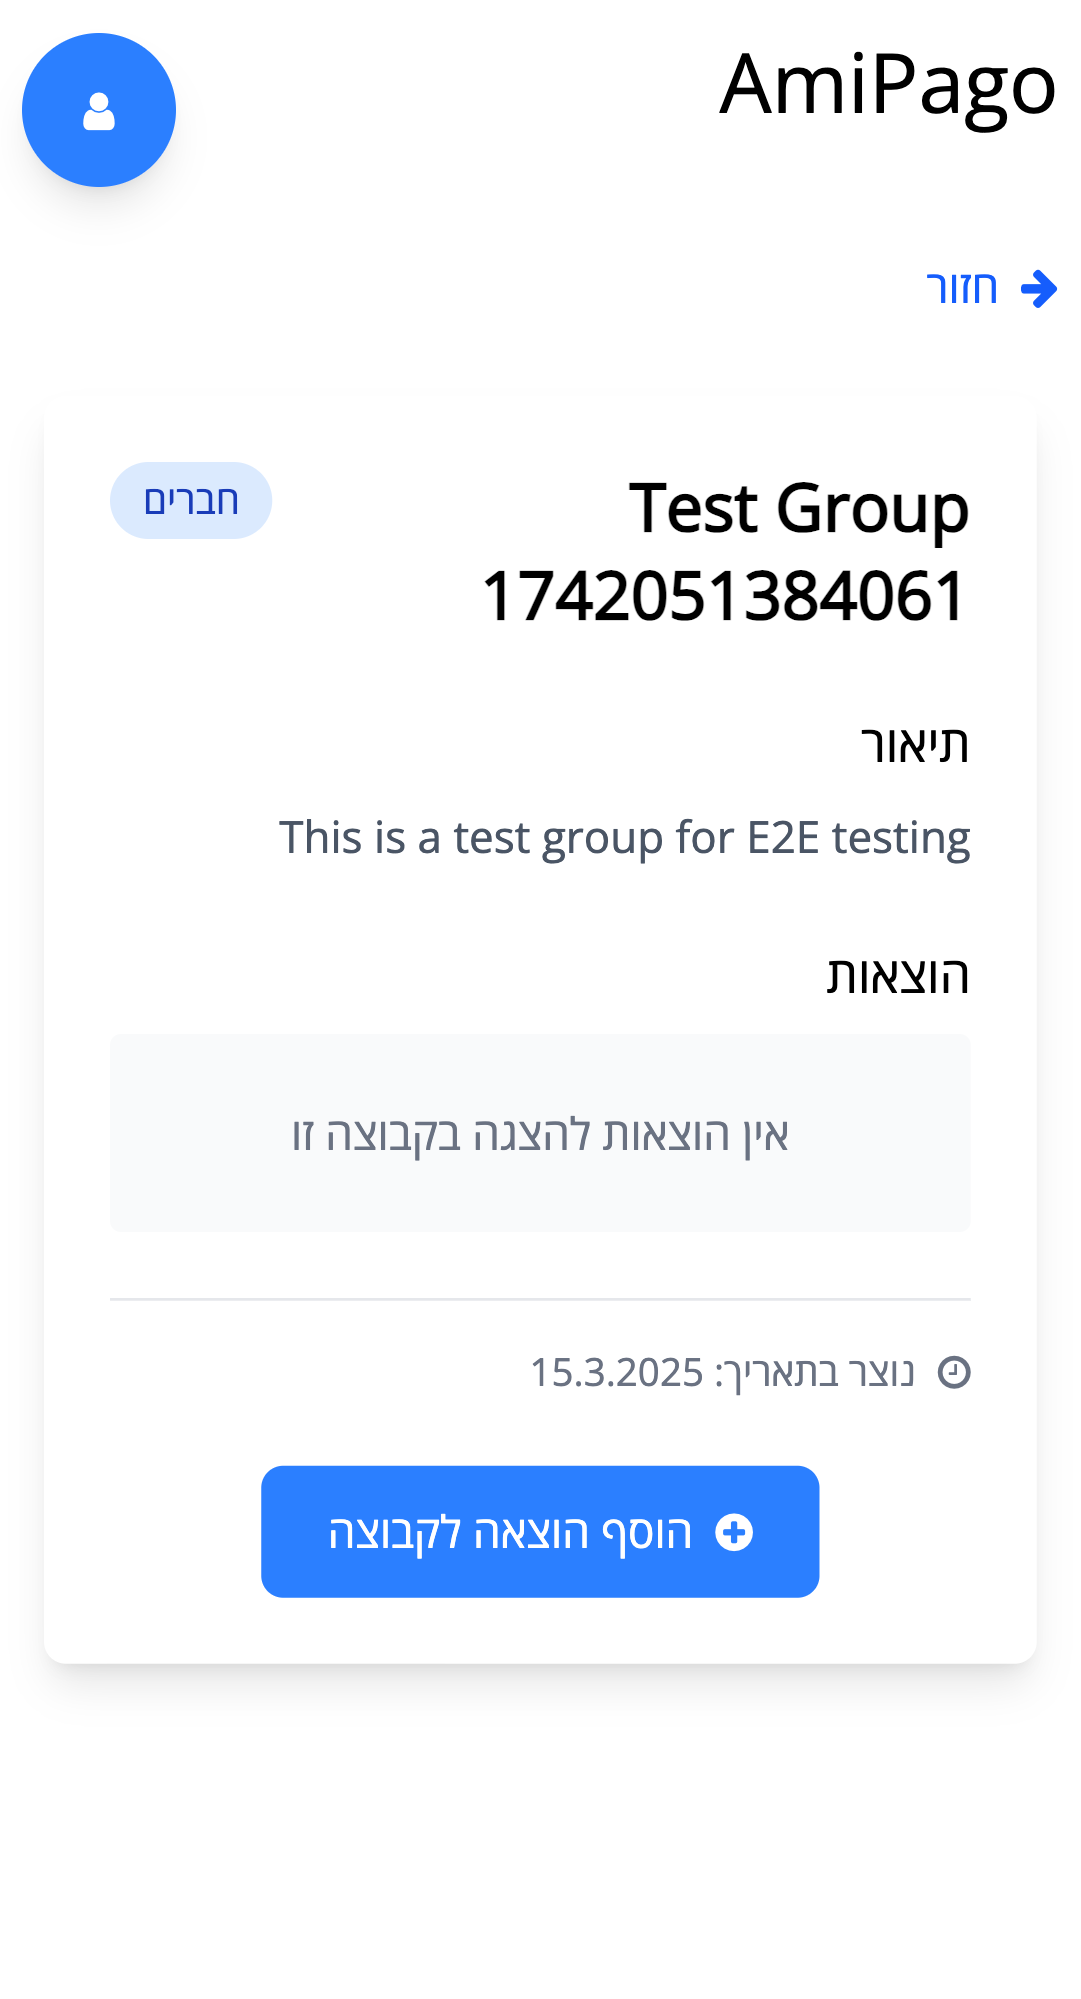 AmiPago
חזור
Test Group
1742051384061
חברים
תיאור
This is a test group for E2E testing
הוצאות
אין הוצאות להצגה בקבוצה זו
נוצר בתאריך: 15.3.2025
הוסף הוצאה לקבוצה